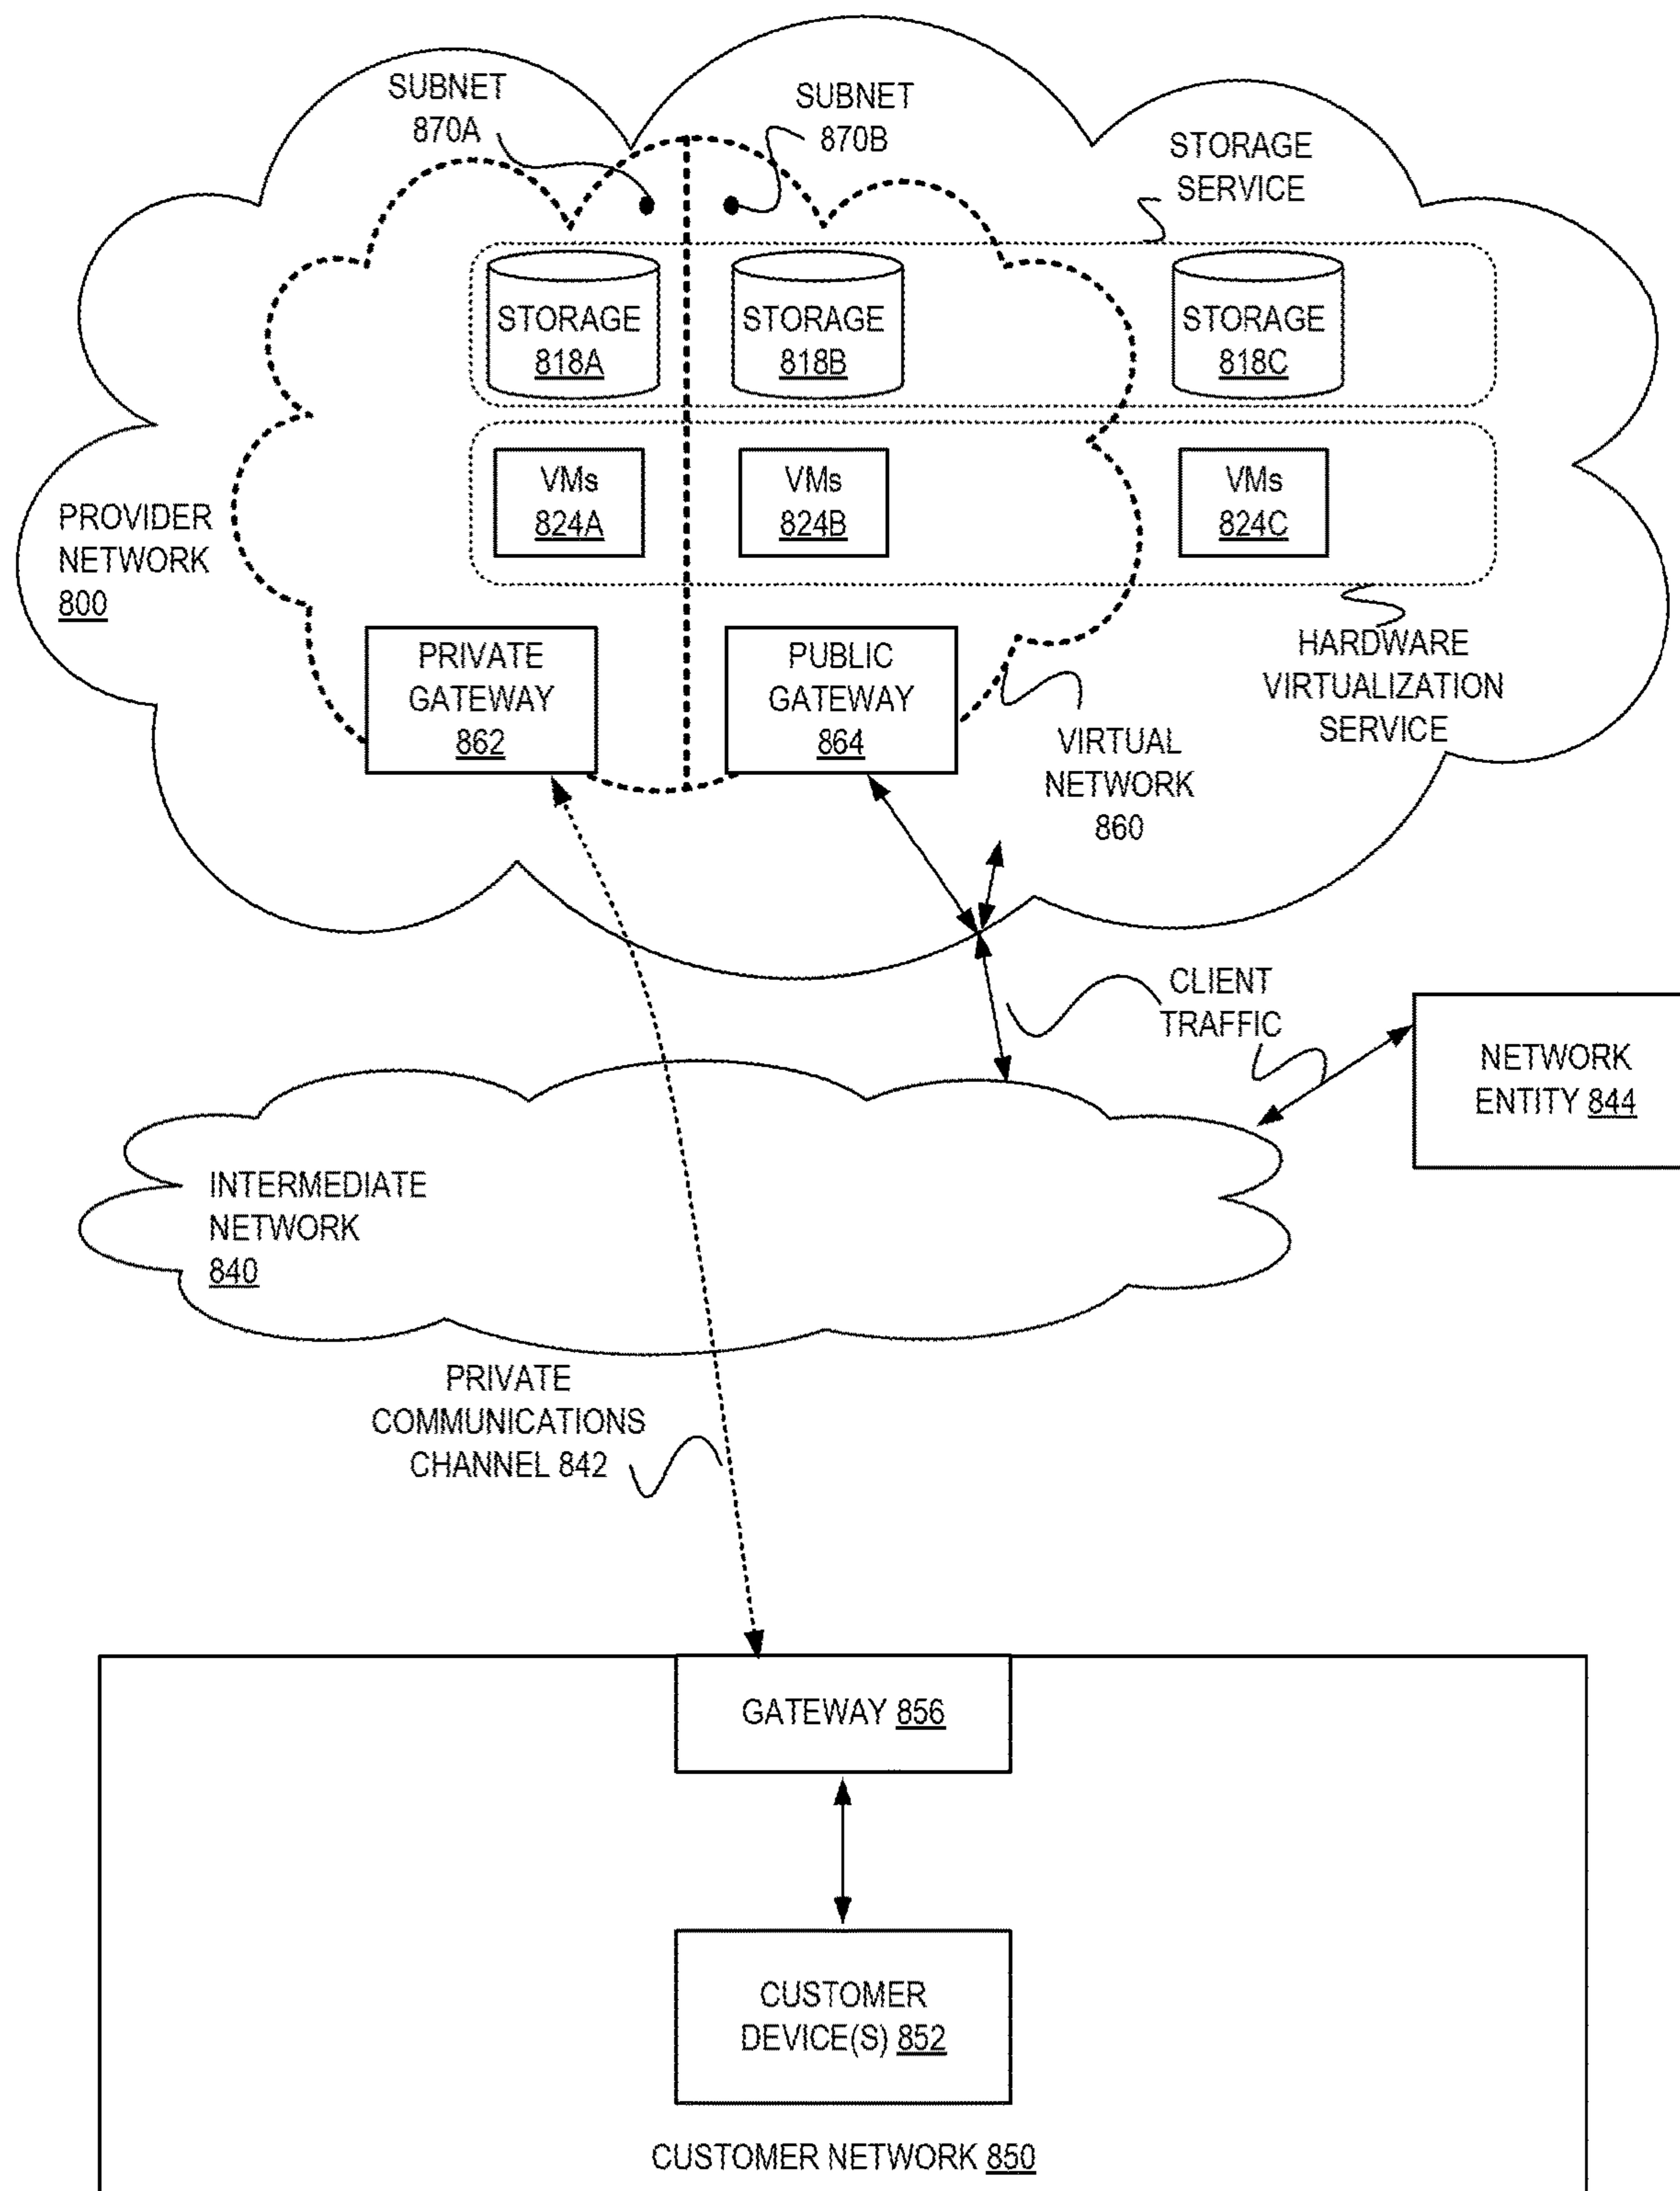 SUBNET
870A
SUBNET
870B
STORAGE
SERVICE
STORAGE
818A
STORAGE
818B
STORAGE
818C
VMs
824A
VMs
824B
VMs
824C
PROVIDER
NETWORK
800
PRIVATE
GATEWAY
862
PUBLIC
GATEWAY
864
HARDWARE
VIRTUALIZATION
SERVICE
VIRTUAL
NETWORK
860
CLIENT
TRAFFIC
NETWORK
ENTITY 844
INTERMEDIATE
NETWORK
840
PRIVATE
COMMUNICATIONS
CHANNEL 842
GATEWAY 856
CUSTOMER
DEVICE(S) 852
CUSTOMER NETWORK 850